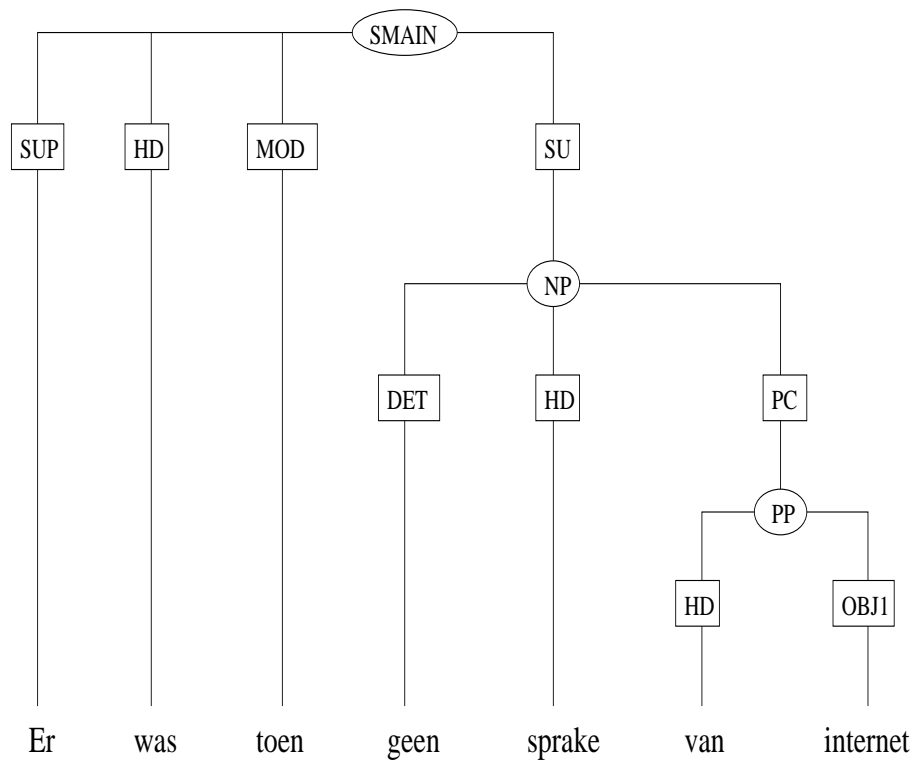 SMAIN
SUP HD MOD SU
NP
DET HD PC
PP
HD OBJ1
Er was toen geen sprake van internet